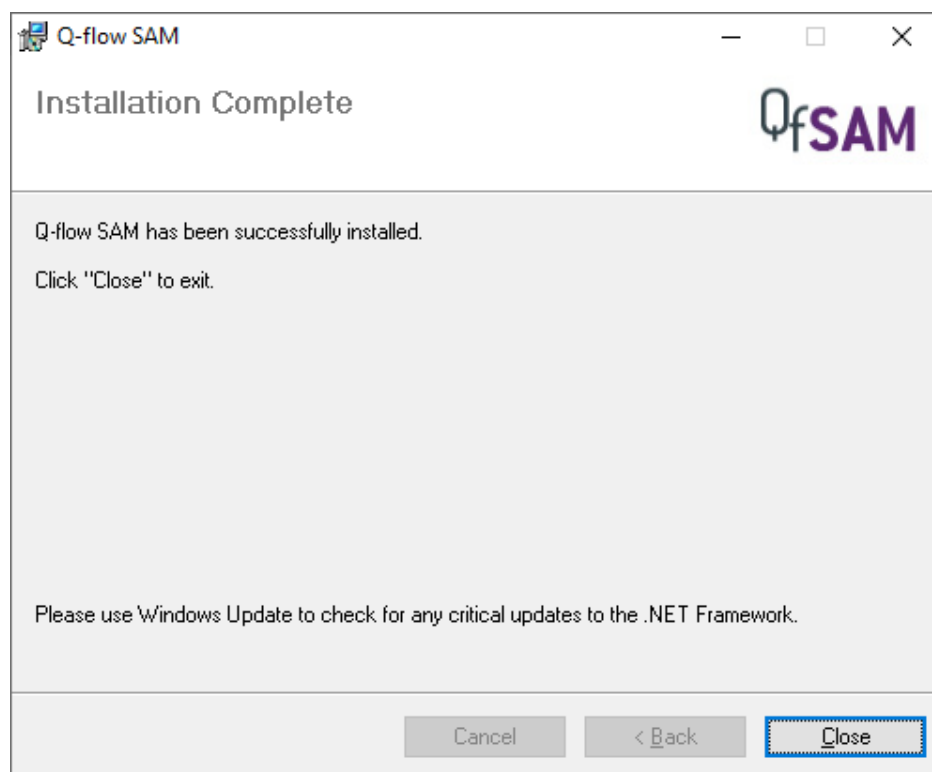 Q-flow SAM
Installation Complete
QfSAM
Q-flow SAM has been successfully installed.
Click "Close" to exit.
Please use Windows Update to check for any critical updates to the .NET Framework.
Cancel
< Back
Close